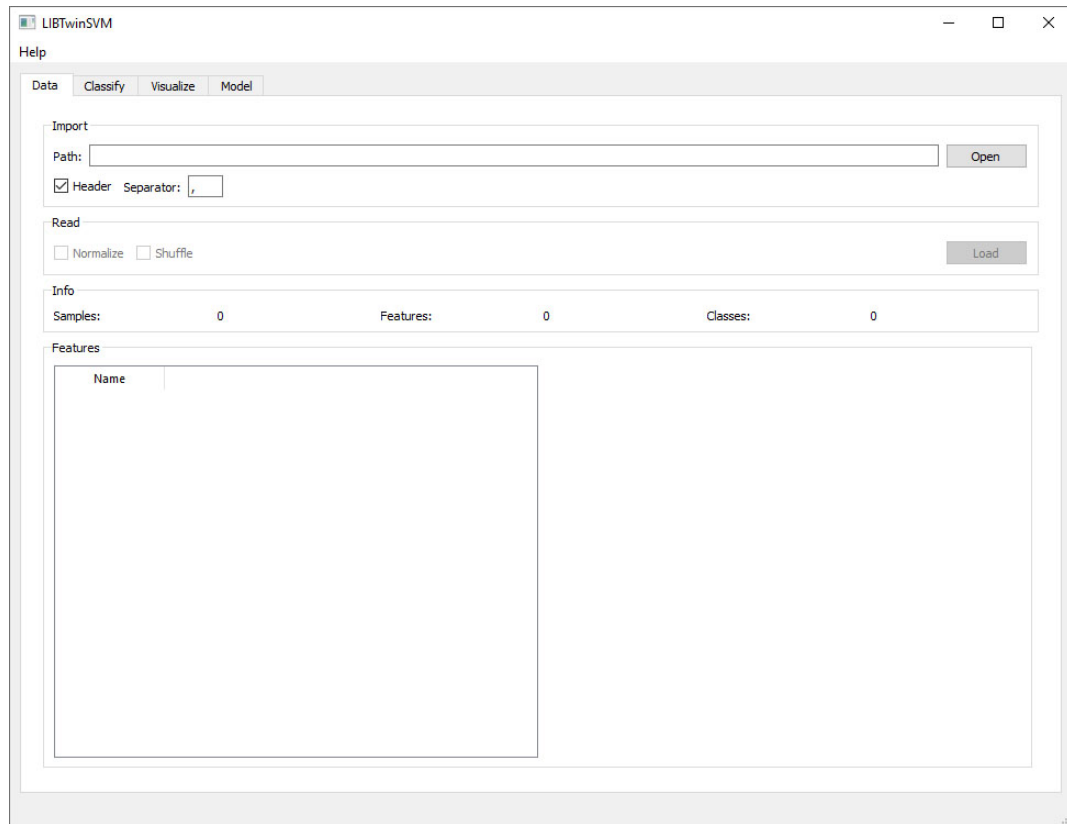 LIBTwinSVM
Help
Data Classify Visualize Model
Import
Path: Open
Header Separator: ,
Read
Normalize Shuffle Load
Info
Samples: 0 Features: 0 Classes: 0
Features
Name